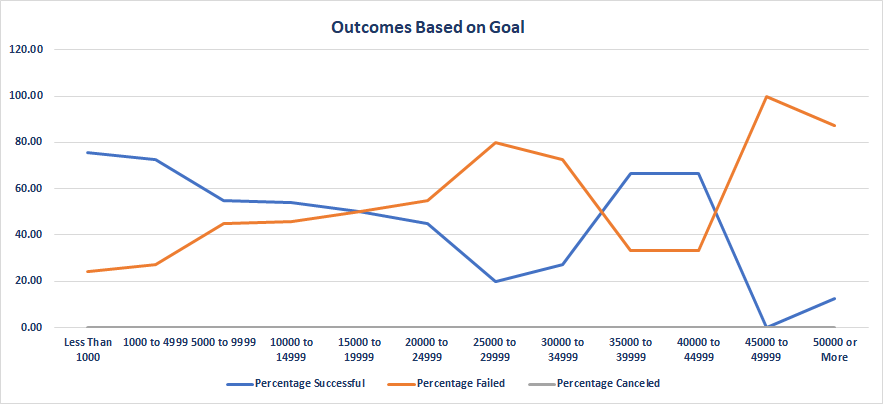 Outcomes Based on Goal
120.00
100.00
80.00
60.00
40.00
20.00
0.00
Less Than 1000 to 4999 5000 to 9999 10000 to 15000 to 20000 to 25000 to 30000 to 35000 to 40000 to 45000 to 50000 or
1000 14999 19999 24999 29999 34999 39999 44999 49999 More
Percentage Successful Percentage Failed Percentage Canceled